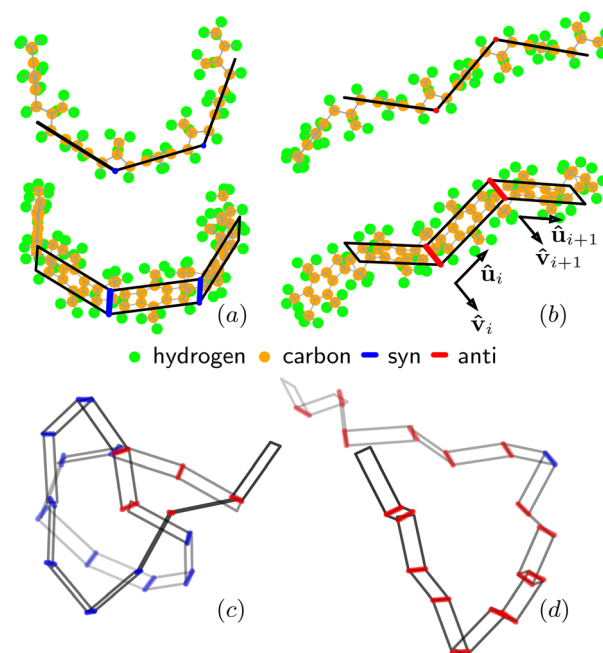 (a)
û_{i+1}
v̂_{i+1}
û_i
v̂_i
(b)
hydrogen carbon syn anti
(c)
(d)